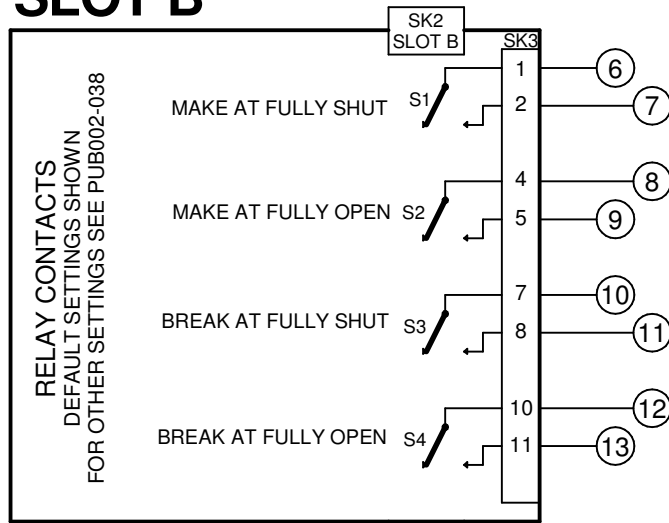 SLOT B
SK2
SLOT B
SK3
RELAY CONTACTS
DEFAULT SETTINGS SHOWN
FOR OTHER SETTINGS SEE PUB002-038
MAKE AT FULLY SHUT S1
1 6
2 7
MAKE AT FULLY OPEN S2
4 8
5 9
BREAK AT FULLY SHUT S3
7 10
8 11
BREAK AT FULLY OPEN S4
10 12
11 13